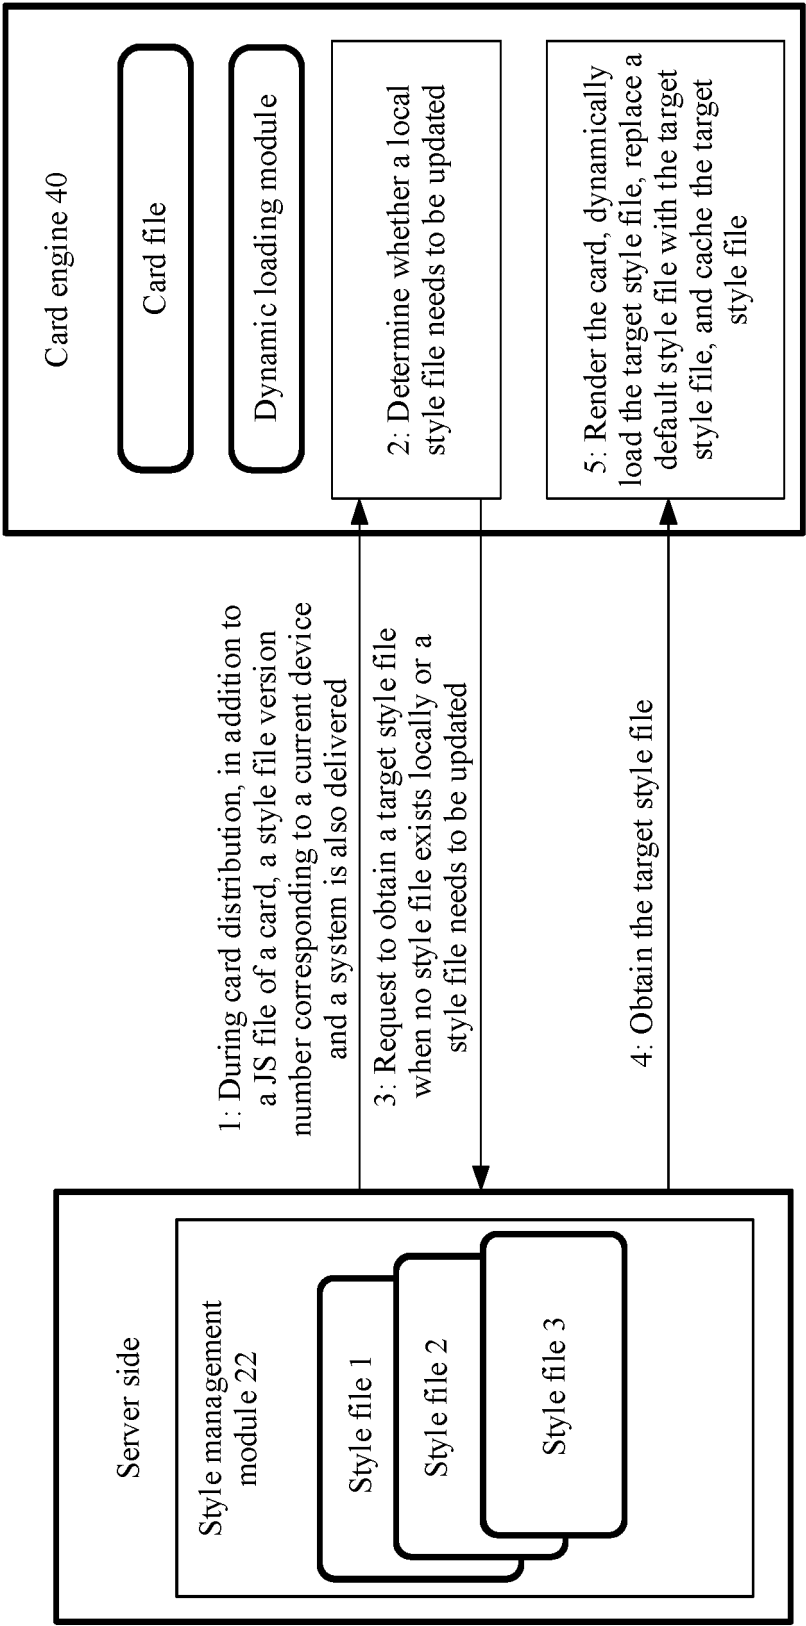 Server side
Style management
module 22
Style file 1
Style file 2
Style file 3
1: During card distribution, in addition to
a JS file of a card, a style file version
number corresponding to a current device
and a system is also delivered
3: Request to obtain a target style file
when no style file exists locally or a
style file needs to be updated
4: Obtain the target style file
Card engine 40
Card file
Dynamic loading module
2: Determine whether a local
style file needs to be updated
5: Render the card, dynamically
load the target style file, replace a
default style file with the target
style file, and cache the target
style file